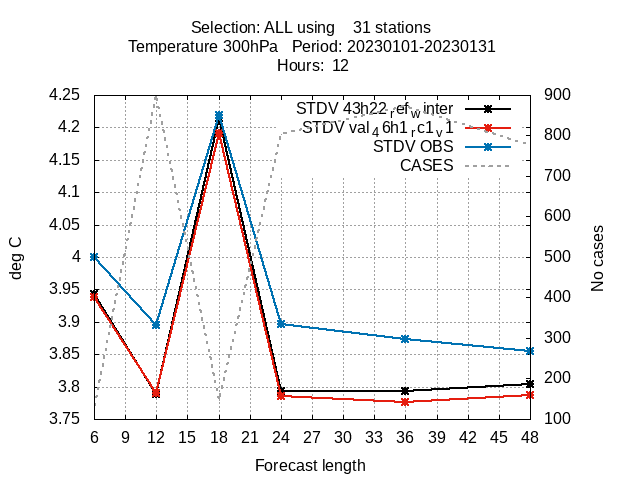 Selection: ALL using 31 stations
Temperature 300hPa Period: 20230101-20230131
Hours: 12
4.25
4.2
4.15
4.1
4.05
4
3.95
3.9
3.85
3.8
3.75
deg C
STDV 43h22refwinter
STDV val46h1rc1v1
STDV OBS
CASES
900
800
700
600
500
400
300
200
100
No cases
6 9 12 15 18 21 24 27 30 33 36 39 42 45 48
Forecast length